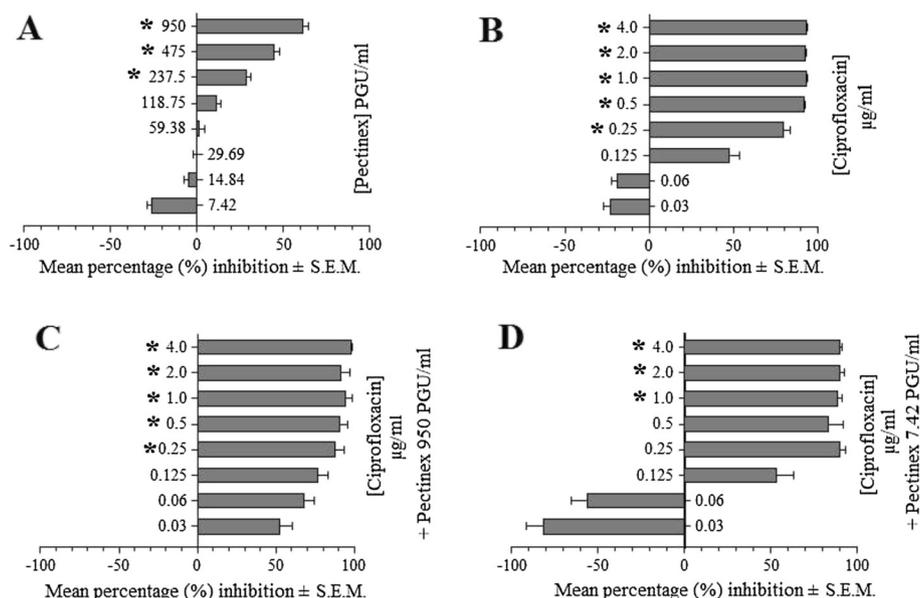 A
* 950
* 475
* 237.5
118.75
59.38
29.69
14.84
7.42
[Pectinex] PGU/ml
-100 -50 0 50 100
Mean percentage (%) inhibition ± S.E.M.
B
* 4.0
* 2.0
* 1.0
* 0.5
* 0.25
0.125
0.06
0.03
[Ciprofloxacin]
µg/ml
-100 -50 0 50 100
Mean percentage (%) inhibition ± S.E.M.
C
* 4.0
* 2.0
* 1.0
* 0.5
* 0.25
0.125
0.06
0.03
[Ciprofloxacin]
µg/ml
+ Pectinex 950 PGU/ml
-100 -50 0 50 100
Mean percentage (%) inhibition ± S.E.M.
D
* 4.0
* 2.0
* 1.0
0.5
0.25
0.125
0.06
0.03
[Ciprofloxacin]
µg/ml
+ Pectinex 7.42 PGU/ml
-100 -50 0 50 100
Mean percentage (%) inhibition ± S.E.M.